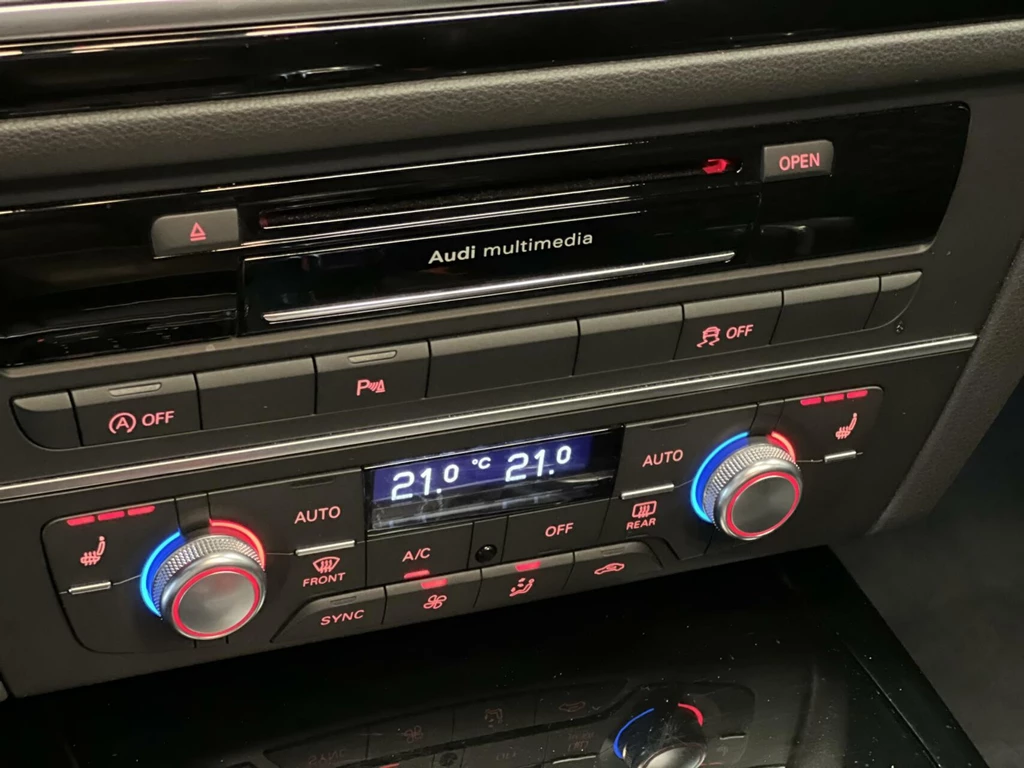 OPEN
Audi multimedia
OFF
P
OFF
21.0 °C 21.0
AUTO
AUTO
REAR
OFF
A/C
FRONT
SYNC